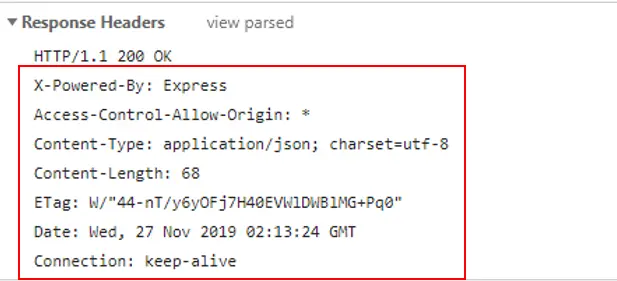 Response Headers view parsed
HTTP/1.1 200 OK
X-Powered-By: Express
Access-Control-Allow-Origin: *
Content-Type: application/json; charset=utf-8
Content-Length: 68
ETag: W/"44-nT/y6yOFj7H40EVWlDWBlMG+Pq0"
Date: Wed, 27 Nov 2019 02:13:24 GMT
Connection: keep-alive